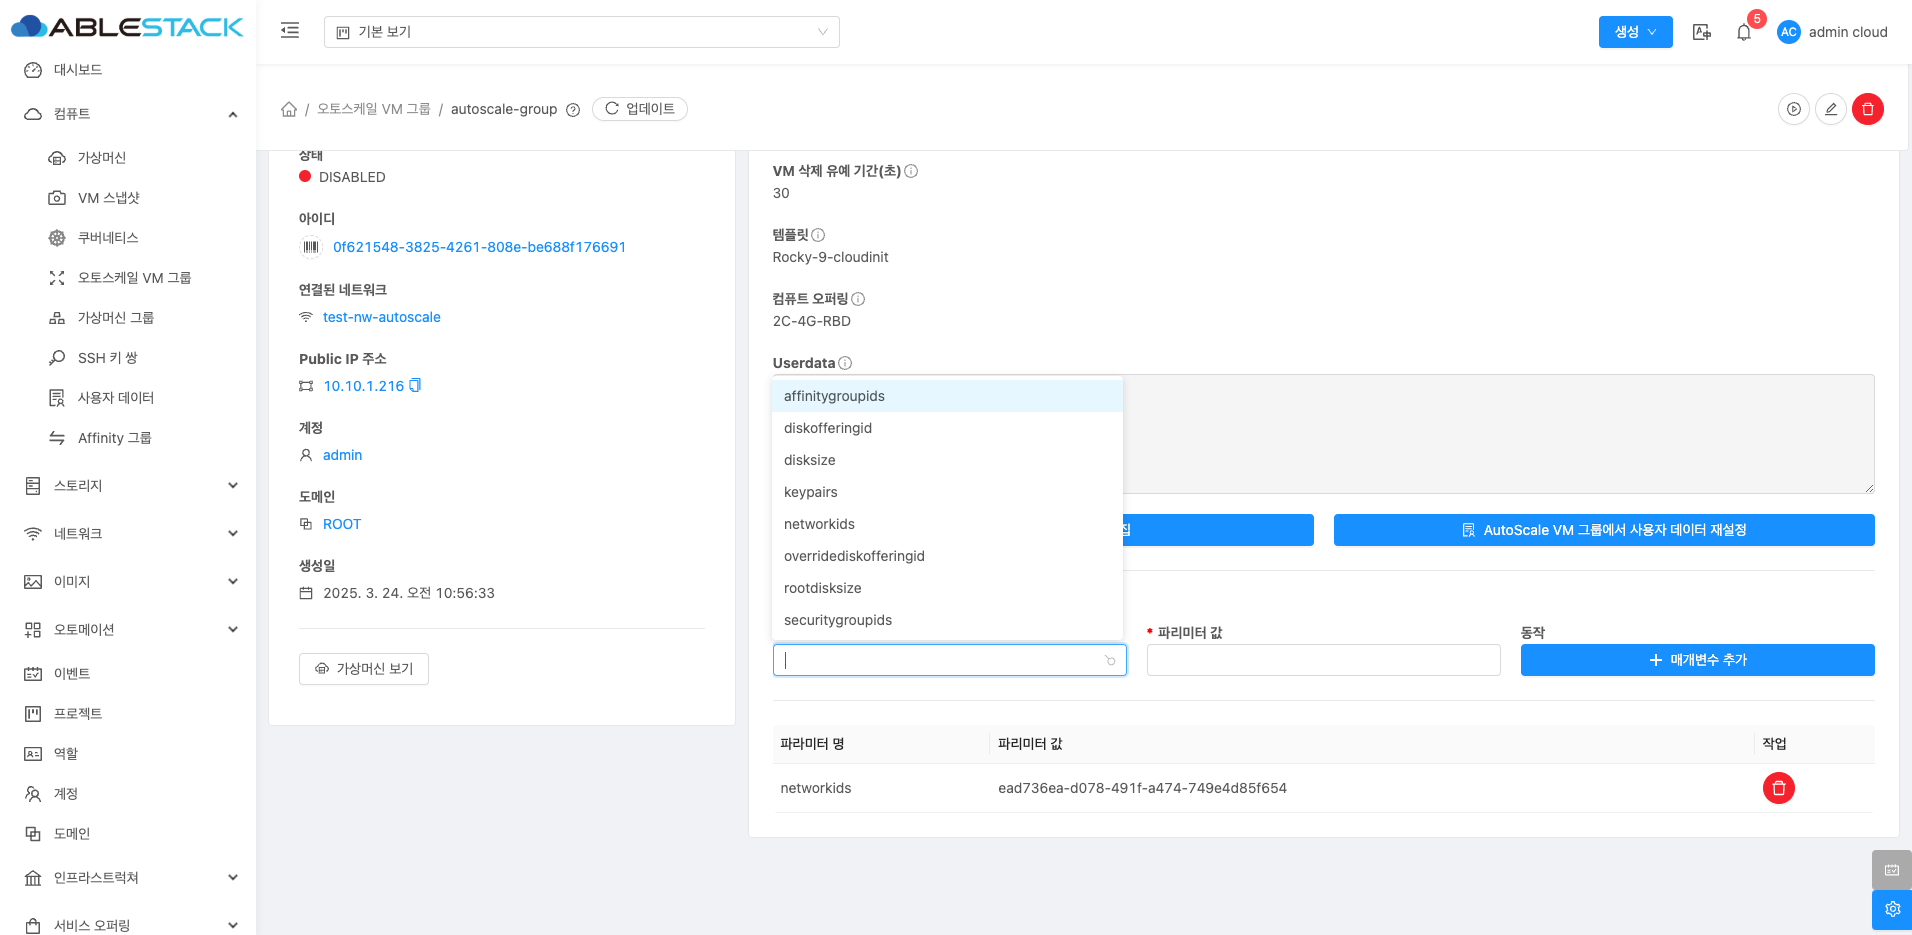 ABLESTACK
기본 보기
생성
5
AC
admin cloud
대시보드
컴퓨트
가상머신
VM 스냅샷
쿠버네티스
오토스케일 VM 그룹
가상머신 그룹
SSH 키 쌍
사용자 데이터
Affinity 그룹
스토리지
네트워크
이미지
오토메이션
이벤트
프로젝트
역할
계정
도메인
인프라스트럭쳐
서비스 오퍼링
/ 오토스케일 VM 그룹 / autoscale-group
업데이트
상태
DISABLED
아이디
0f621548-3825-4261-808e-be688f176691
연결된 네트워크
test-nw-autoscale
Public IP 주소
10.10.1.216
계정
admin
도메인
ROOT
생성일
2025. 3. 24. 오전 10:56:33
가상머신 보기
VM 삭제 유예 기간(초)
30
템플릿
Rocky-9-cloudinit
컴퓨트 오퍼링
2C-4G-RBD
Userdata
affinitygroupids
diskofferingid
disksize
keypairs
networkids
overridediskofferingid
rootdisksize
securitygroupids
집
AutoScale VM 그룹에서 사용자 데이터 재설정
* 파리미터 값
동작
매개변수 추가
파라미터 명
파리미터 값
작업
networkids
ead736ea-d078-491f-a474-749e4d85f654